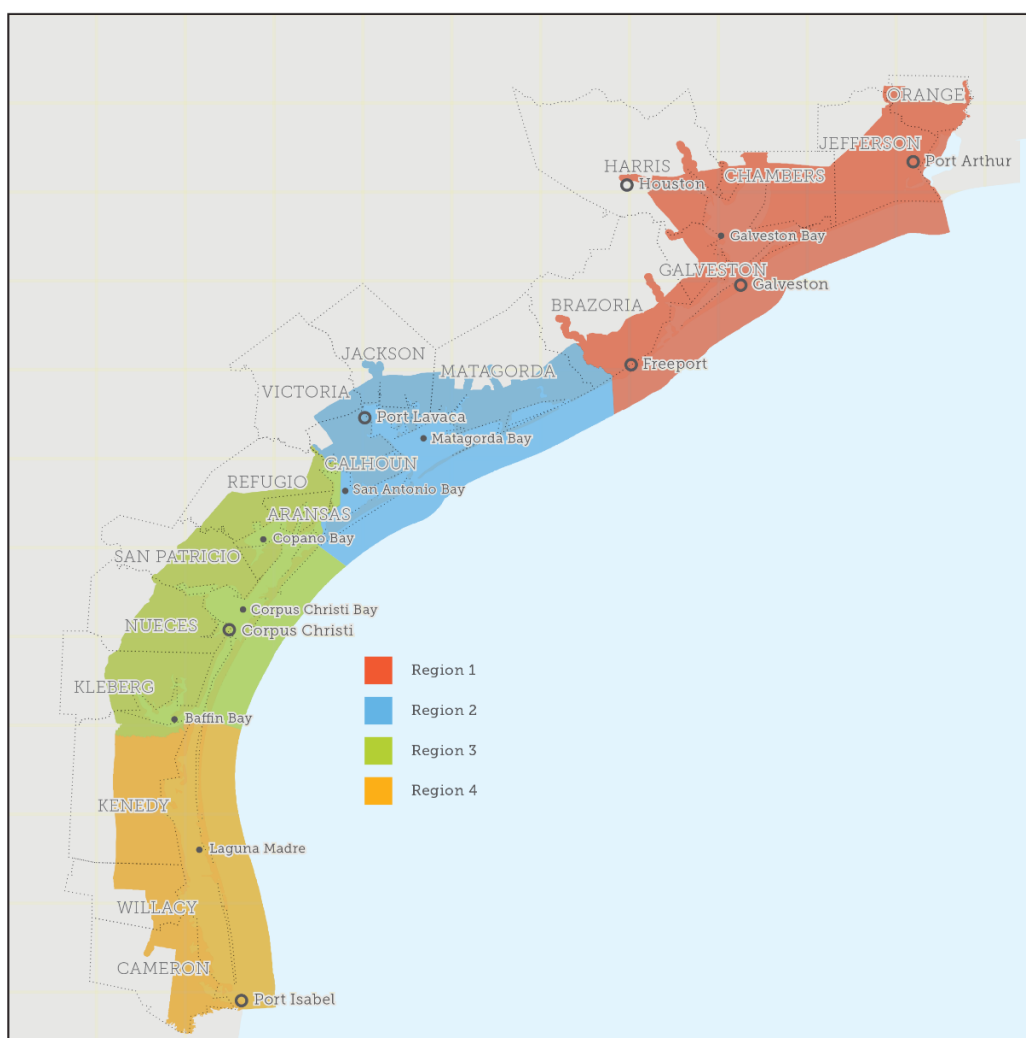 ORANGE
JEFFERSON
Port Arthur
HARRIS
CHAMBERS
Houston
Galveston Bay
GALVESTON
Galveston
BRAZORIA
JACKSON
Freeport
MATAGORDA
VICTORIA
Port Lavaca
Matagorda Bay
CALHOUN
REFUGIO
San Antonio Bay
ARANSAS
Copano Bay
SAN PATRICIO
Corpus Christi Bay
NUECES
Corpus Christi
Region 1
KLEBERG
Region 2
Baffin Bay
Region 3
Region 4
KENEDY
Laguna Madre
WILLACY
CAMERON
Port Isabel